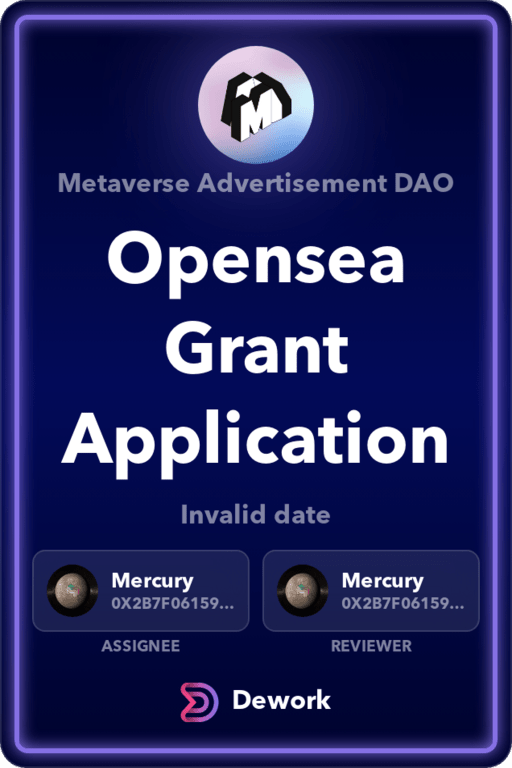 Metaverse Advertisement DAO
Opensea
Grant
Application
Invalid date
Mercury
0X2B7F06159...
ASSIGNEE
Mercury
0X2B7F06159...
REVIEWER
Dework